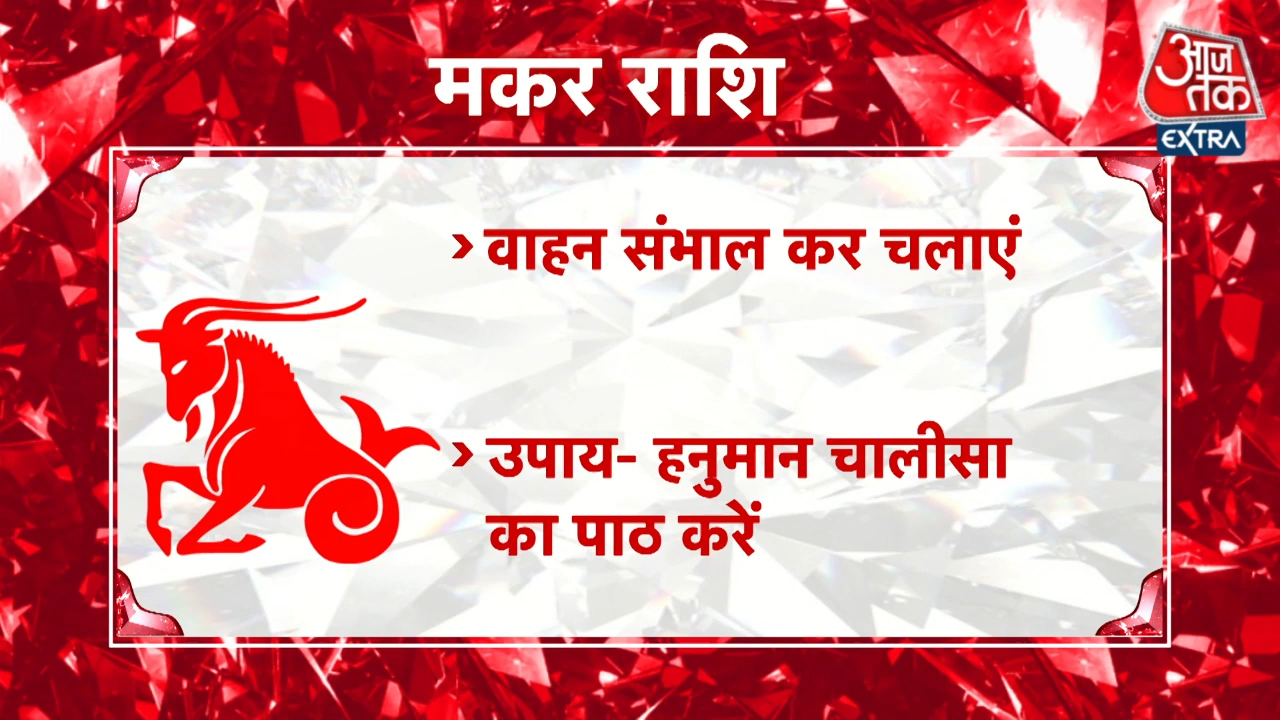 मकर राशि
आज
तक
EXTRA
› वाहन संभाल कर चलाएं
› उपाय- हनुमान चालीसा
का पाठ करें